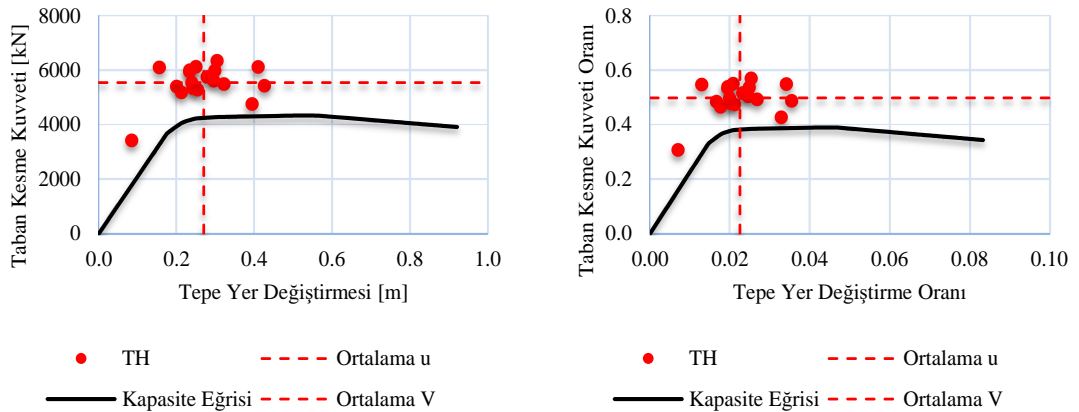 Taban Kesme Kuvveti [kN]
8000
6000
4000
2000
0
0.0 0.2 0.4 0.6 0.8 1.0
Tepe Yer Değiştirmesi [m]
TH
Ortalama u
Kapasite Eğrisi
Ortalama V
Taban Kesme Kuvveti Oranı
0.8
0.6
0.4
0.2
0.0
0.00 0.02 0.04 0.06 0.08 0.10
Tepe Yer Değiştirme Oranı
TH
Ortalama u
Kapasite Eğrisi
Ortalama V